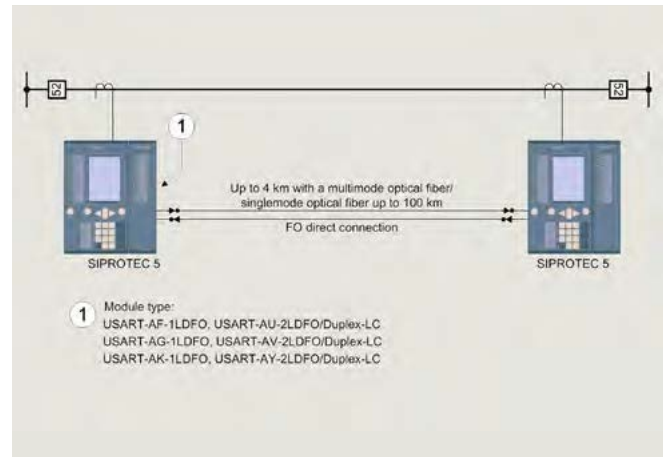 52
52
1
Up to 4 km with a multimode optical fiber/
singlemode optical fiber up to 100 km
FO direct connection
SIPROTEC 5
SIPROTEC 5
1
Module type:
USART-AF-1LDFO, USART-AU-2LDFO/Duplex-LC
USART-AG-1LDFO, USART-AV-2LDFO/Duplex-LC
USART-AK-1LDFO, USART-AY-2LDFO/Duplex-LC